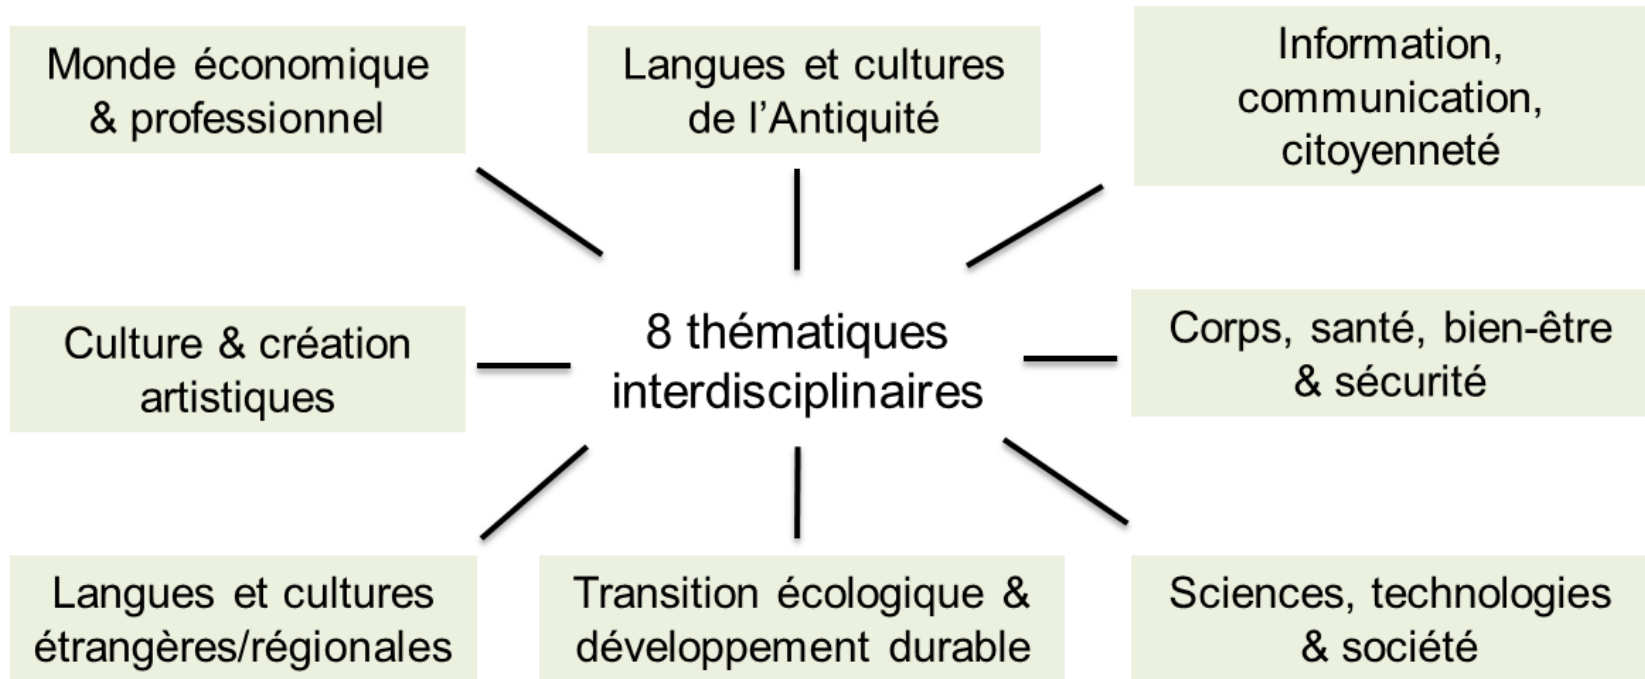 Monde économique
& professionnel
Langues et cultures
de l’Antiquité
Information,
communication,
citoyenneté
Culture & création
artistiques
8 thématiques
interdisciplinaires
Corps, santé, bien-être
& sécurité
Langues et cultures
étrangères/régionales
Transition écologique &
développement durable
Sciences, technologies
& société